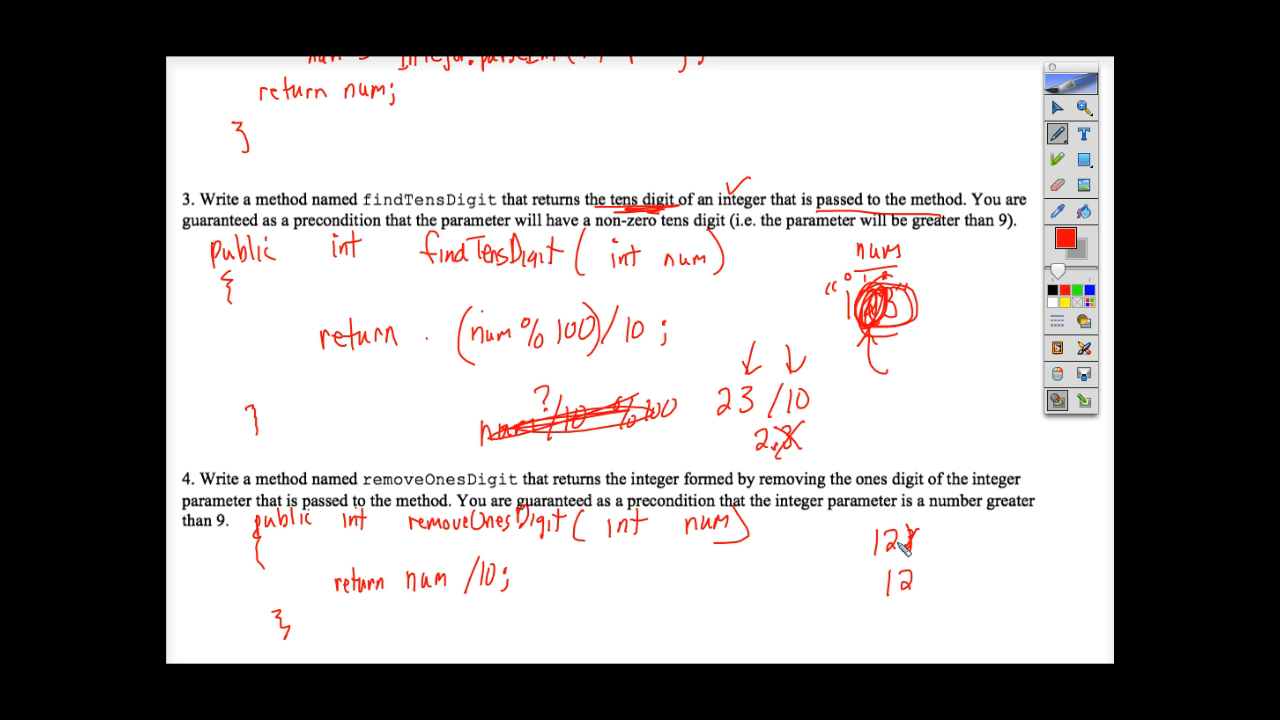 return num;
}
3. Write a method named findTensDigit that returns the tens digit of an integer that is passed to the method. You are
guaranteed as a precondition that the parameter will have a non-zero tens digit (i.e. the parameter will be greater than 9).
public int findTensDigit( int num)
{
nums
return (num % 100) / 10 ;
?
23 / 10
}
4. Write a method named removeOnesDigit that returns the integer formed by removing the ones digit of the integer
parameter that is passed to the method. You are guaranteed as a precondition that the integer parameter is a number greater
than 9.
public int removeOnesDigit( int num)
{
return num /10;
12
}